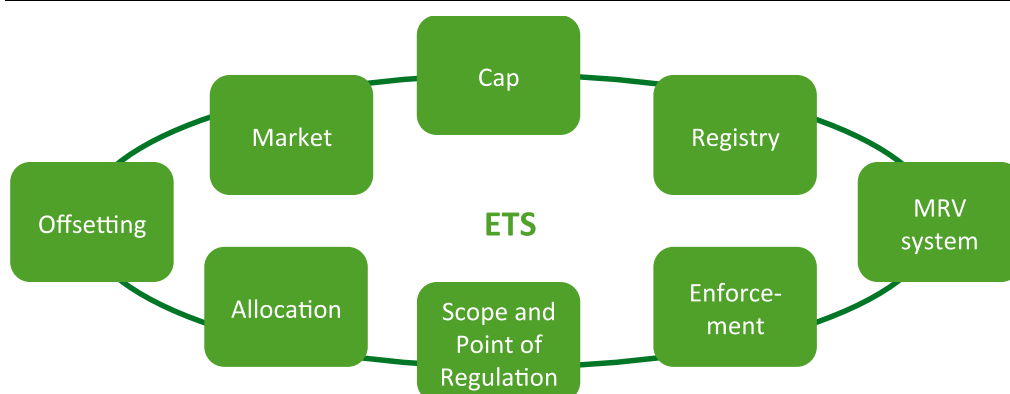 Cap
Market
Registry
Offsetting
ETS
MRV
system
Allocation
Enforce-
ment
Scope and
Point of
Regulation